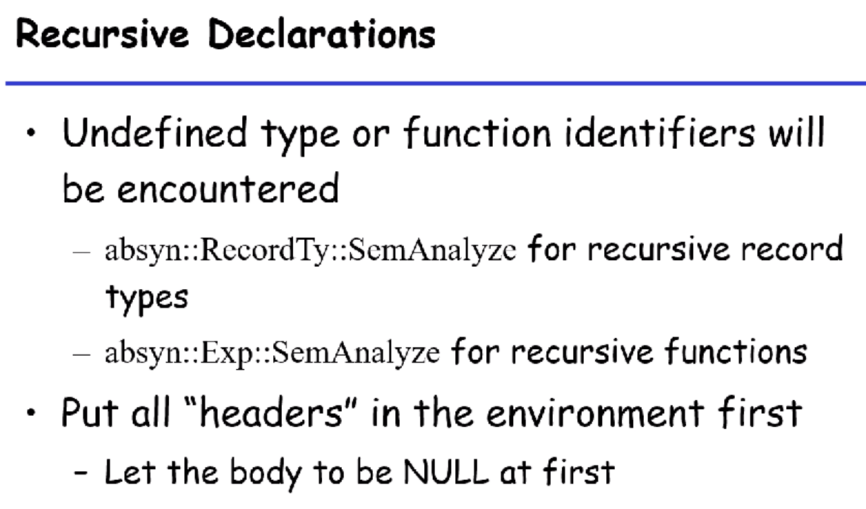 Recursive Declarations
• Undefined type or function identifiers will
be encountered
– absyn::RecordTy::SemAnalyze for recursive record
types
– absyn::Exp::SemAnalyze for recursive functions
• Put all “headers” in the environment first
– Let the body to be NULL at first